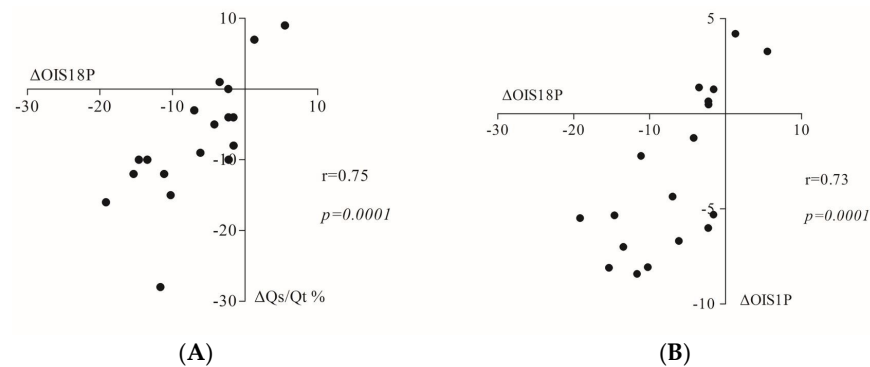 10
ΔOIS18P
-30
-20
-10
10
-10
r=0.75
p=0.0001
-20
-30
ΔQs/Qt %
(A)
5
ΔOIS18P
-30
-20
-10
10
r=0.73
-5
p=0.0001
-10
ΔOIS1P
(B)